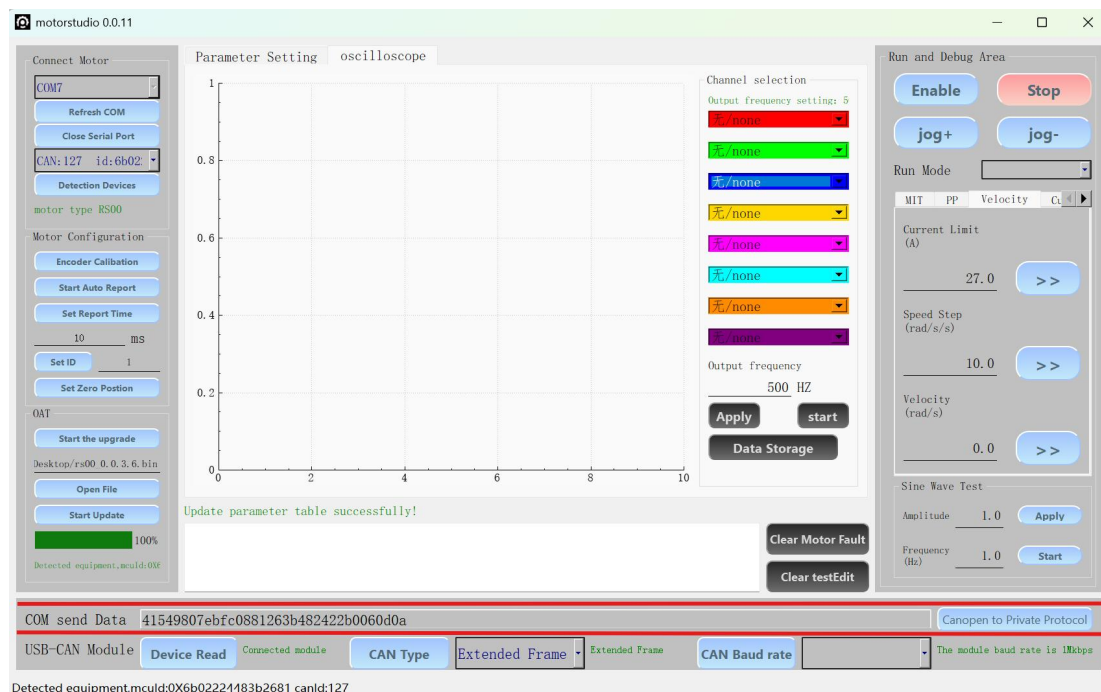 motorstudio 0.0.11
Connect Motor
COM7
Refresh COM
Close Serial Port
CAN:127 id:6b02:
Detection Devices
motor type RS00
Motor Configuration
Encoder Calibation
Start Auto Report
Set Report Time
10 ms
Set ID 1
Set Zero Postion
OAT
Start the upgrade
Desktop/rs00_0.0.3.6.bin
Open File
Start Update
100%
Detected equipment,mculd:0X6
Parameter Setting oscilloscope
1
0.8
0.6
0.4
0.2
0
0 2 4 6 8 10
Channel selection
Output frequency setting: 5
无/none
无/none
无/none
无/none
无/none
无/none
无/none
无/none
Output frequency
500 HZ
Apply start
Data Storage
Update parameter table successfully!
Clear Motor Fault
Clear testEdit
Run and Debug Area
Enable Stop
jog+ jog-
Run Mode
MIT PP Velocity Cu
Current Limit
(A)
27.0 >>
Speed Step
(rad/s/s)
10.0 >>
Velocity
(rad/s)
0.0 >>
Sine Wave Test
Amplitude 1.0 Apply
Frequency
(Hz) 1.0 Start
COM send Data 41549807ebfc0881263b482422b0060d0a Canopen to Private Protocol
USB-CAN Module Device Read Connected module CAN Type Extended Frame Extended Frame CAN Baud rate The module baud rate is 1Mkbps
Detected equipment,mculd:0X6b02224483b2681 canId:127